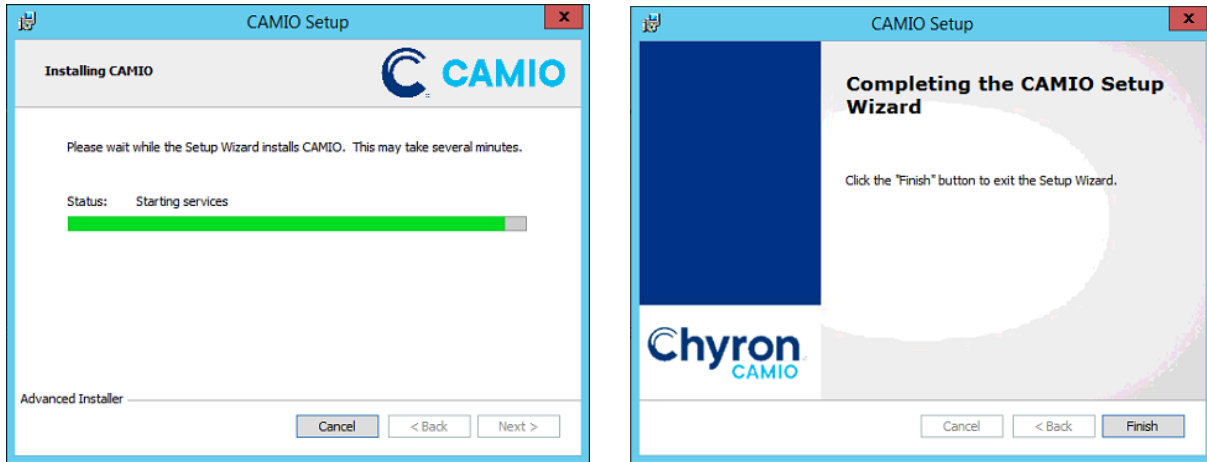 CAMIO Setup
x
Installing CAMIO
CAMIO
Please wait while the Setup Wizard installs CAMIO. This may take several minutes.
Status: Starting services
Advanced Installer
Cancel < Back Next >
CAMIO Setup
x
Completing the CAMIO Setup
Wizard
Click the "Finish" button to exit the Setup Wizard.
Chyron
CAMIO
Cancel < Back Finish